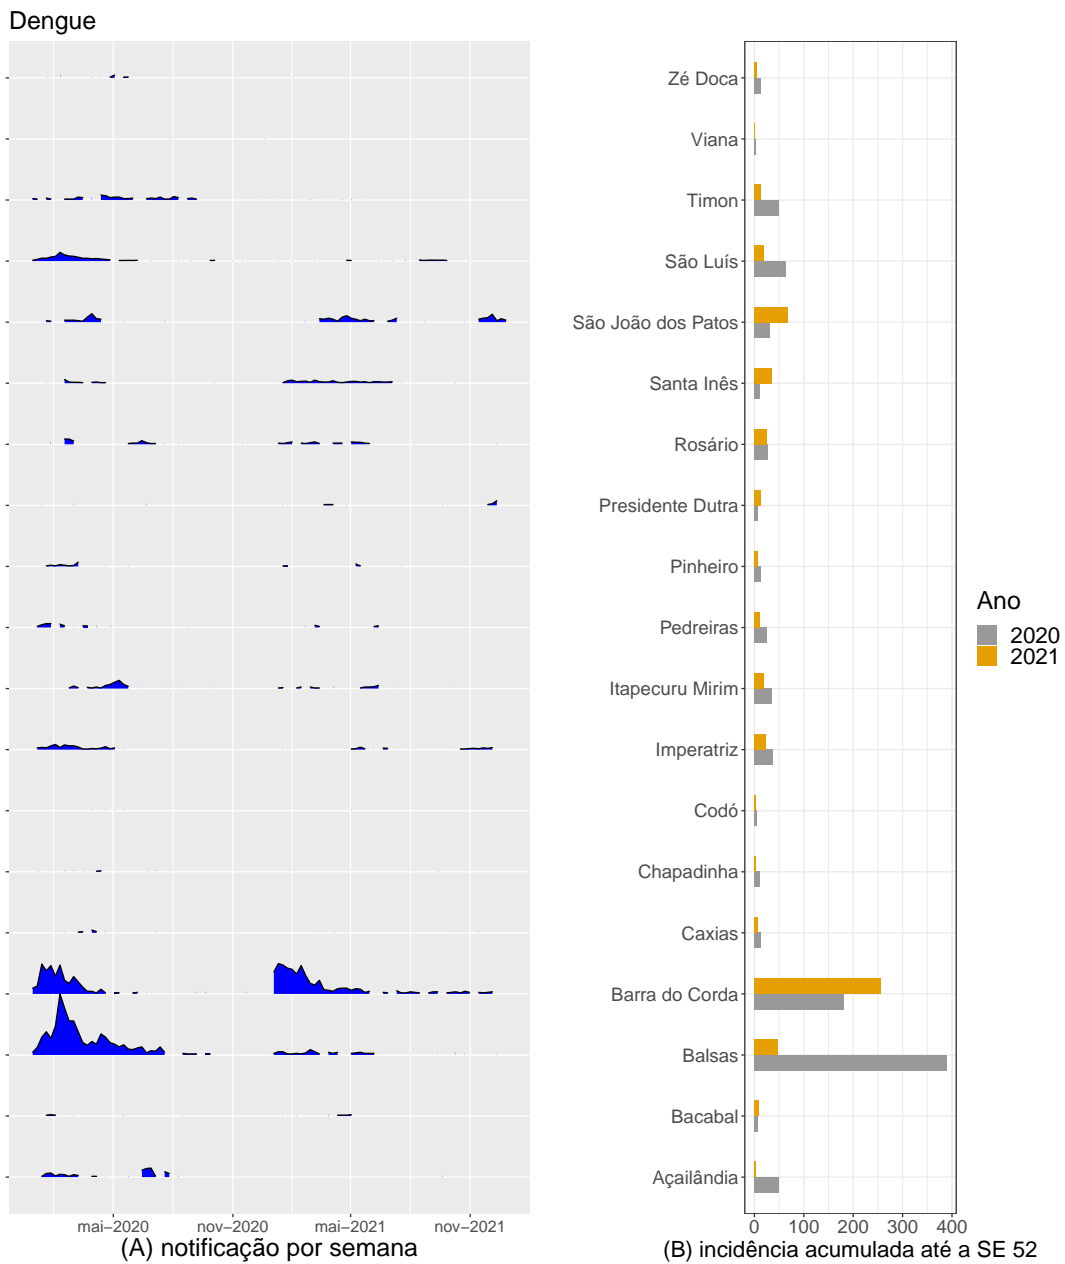 Dengue
Zé Doca
Viana
Timon
São Luís
São João dos Patos
Santa Inês
Rosário
Presidente Dutra
Pinheiro
Pedreiras
Itapecuru Mirim
Imperatriz
Codó
Chapadinha
Caxias
Barra do Corda
Balsas
Bacabal
Açailândia
mai–2020 nov–2020 mai–2021 nov–2021
(A) notificação por semana
0 100 200 300 400
(B) incidência acumulada até a SE 52
Ano
2020
2021